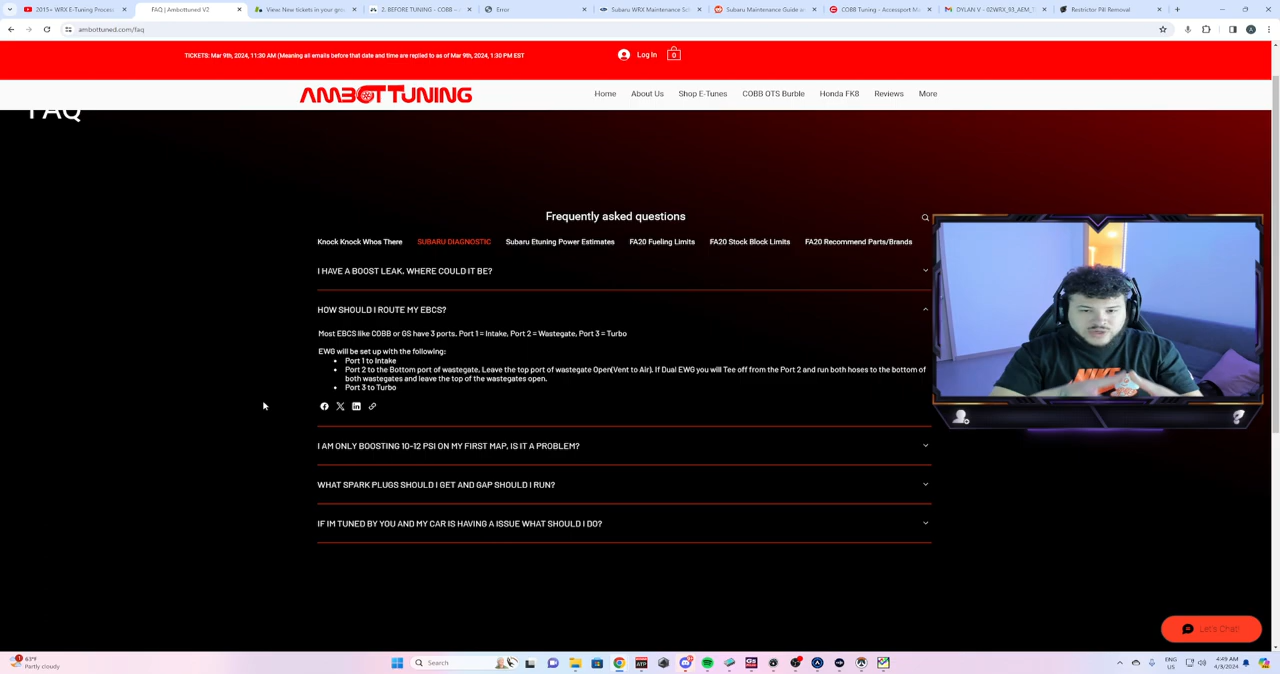 2015+ WRX E-Tuning Process
FAQ | Ambottuned V2
View: New tickets in your grou
2. BEFORE TUNING - COBB -
Error
Subaru WRX Maintenance Sc
Subaru Maintenance Guide
COBB Tuning - Accessport M
DYLAN V - 02WRX_93_AEM_
Restrictor Pill Removal
ambottuned.com/faq
TICKETS: Mar 9th, 2024, 11:30 AM (Meaning all emails before that date and time are replied to as of Mar 9th, 2024, 1:30 PM EST
Log In
0
AMBOT TUNING
Home
About Us
Shop E-Tunes
COBB OTS Burble
Honda FK8
Reviews
More
FAQ
Frequently asked questions
Knock Knock Whos There
SUBARU DIAGNOSTIC
Subaru Etuning Power Estimates
FA20 Fueling Limits
FA20 Stock Block Limits
FA20 Recommend Parts/Brands
I HAVE A BOOST LEAK, WHERE COULD IT BE?
HOW SHOULD I ROUTE MY EBCS?
Most EBCS like COBB or GS have 3 ports. Port 1 = Intake, Port 2 = Wastegate, Port 3 = Turbo
EWG will be set up with the following:
• Port 1 to Intake
• Port 2 to the Bottom port of wastegate, Leave the top port of wastegate Open(Vent to Air). If Dual EWG you will Tee off from the Port 2 and run both hoses to the bottom of
both wastegates and leave the top of the wastegates open.
• Port 3 to Turbo
I AM ONLY BOOSTING 10-12 PSI ON MY FIRST MAP, IS IT A PROBLEM?
WHAT SPARK PLUGS SHOULD I GET AND GAP SHOULD I RUN?
IF IM TUNED BY YOU AND MY CAR IS HAVING A ISSUE WHAT SHOULD I DO?
Let's Chat!
63°F
Partly cloudy
Search
ATP
GS
ENG
US
4:49 AM
4/3/2024